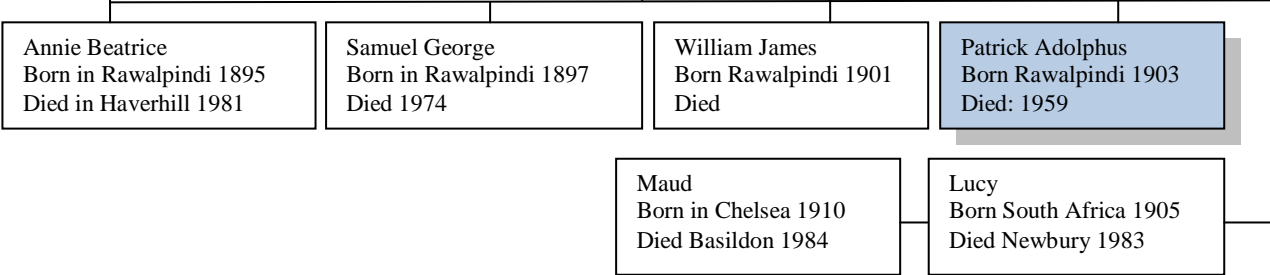 Annie Beatrice
Born in Rawalpindi 1895
Died in Haverhill 1981
Samuel George
Born in Rawalpindi 1897
Died 1974
William James
Born Rawalpindi 1901
Died
Patrick Adolphus
Born Rawalpindi 1903
Died: 1959
Maud
Born in Chelsea 1910
Died Basildon 1984
Lucy
Born South Africa 1905
Died Newbury 1983